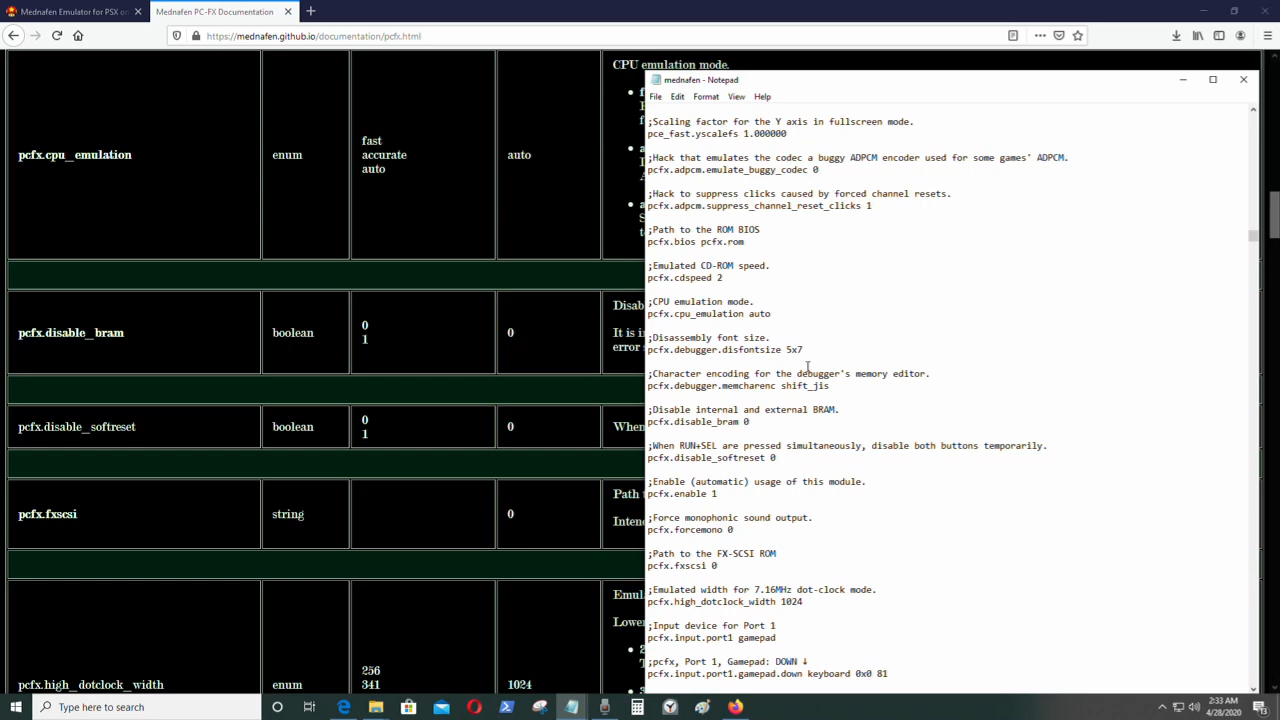 Mednafen Emulator for PSX on
Mednafen PC-FX Documentation
https://mednafen.github.io/documentation/pcfx.html
CPU emulation mode.
pcfx.cpu_emulation
enum
fast
accurate
auto
auto
pcfx.disable_bram
boolean
0
1
0
Disab
It is i
error
pcfx.disable_softreset
boolean
0
1
0
When
pcfx.fxscsi
string
0
Path
Inten
pcfx.high_dotclock_width
enum
256
341
1024
Emul
Lower
mednafen - Notepad
File Edit Format View Help
;Scaling factor for the Y axis in fullscreen mode.
pce_fast.yscalefs 1.000000
;Hack that emulates the codec a buggy ADPCM encoder used for some games' ADPCM.
pcfx.adpcm.emulate_buggy_codec 0
;Hack to suppress clicks caused by forced channel resets.
pcfx.adpcm.suppress_channel_reset_clicks 1
;Path to the ROM BIOS
pcfx.bios pcfx.rom
;Emulated CD-ROM speed.
pcfx.cdspeed 2
;CPU emulation mode.
pcfx.cpu_emulation auto
;Disassembly font size.
pcfx.debugger.disfontsize 5x7
;Character encoding for the debugger's memory editor.
pcfx.debugger.memcharenc shift_jis
;Disable internal and external BRAM.
pcfx.disable_bram 0
;When RUN+SEL are pressed simultaneously, disable both buttons temporarily.
pcfx.disable_softreset 0
;Enable (automatic) usage of this module.
pcfx.enable 1
;Force monophonic sound output.
pcfx.forcemono 0
;Path to the FX-SCSI ROM
pcfx.fxscsi 0
;Emulated width for 7.16MHz dot-clock mode.
pcfx.high_dotclock_width 1024
;Input device for Port 1
pcfx.input.port1 gamepad
;pcfx, Port 1, Gamepad: DOWN ↓
pcfx.input.port1.gamepad.down keyboard 0x0 81
Type here to search
2:33 AM
4/28/2020
13